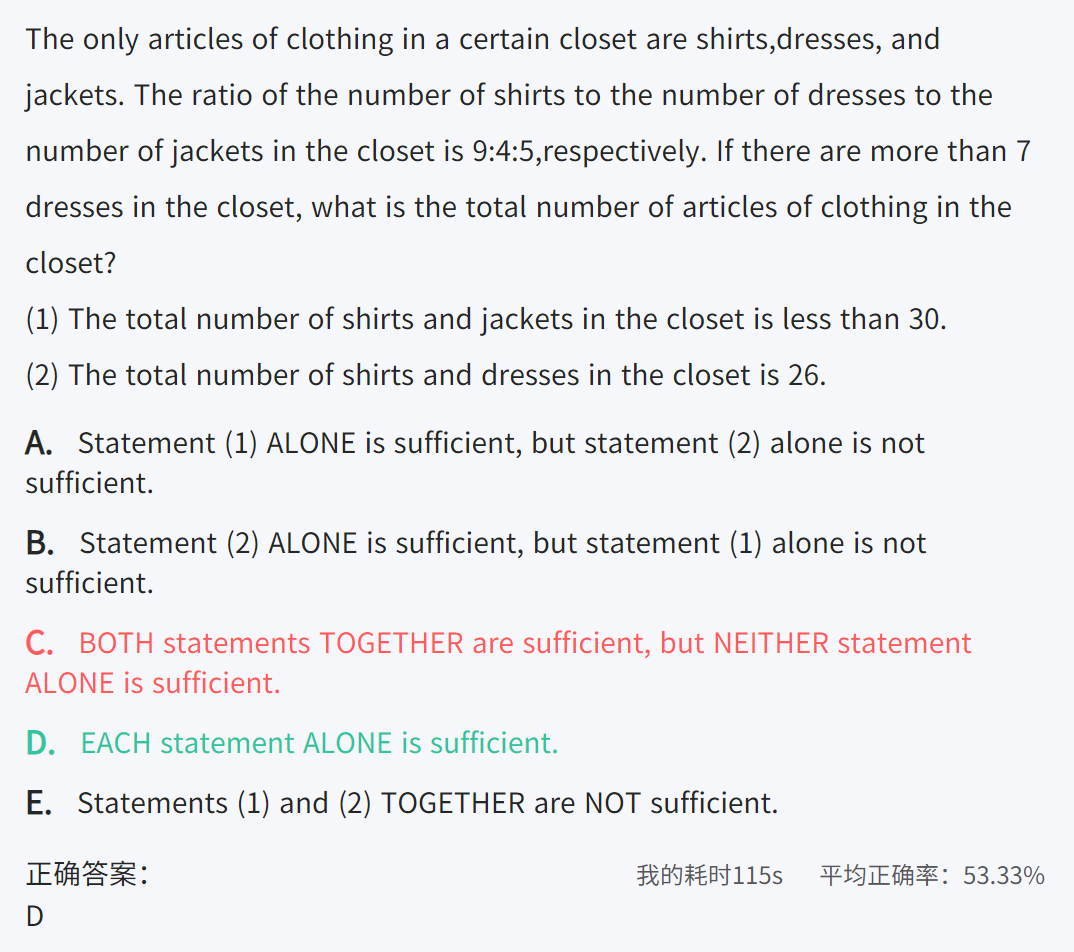 The only articles of clothing in a certain closet are shirts,dresses, and
jackets. The ratio of the number of shirts to the number of dresses to the
number of jackets in the closet is 9:4:5,respectively. If there are more than 7
dresses in the closet, what is the total number of articles of clothing in the
closet?
(1) The total number of shirts and jackets in the closet is less than 30.
(2) The total number of shirts and dresses in the closet is 26.
A. Statement (1) ALONE is sufficient, but statement (2) alone is not
sufficient.
B. Statement (2) ALONE is sufficient, but statement (1) alone is not
sufficient.
C. BOTH statements TOGETHER are sufficient, but NEITHER statement
ALONE is sufficient.
D. EACH statement ALONE is sufficient.
E. Statements (1) and (2) TOGETHER are NOT sufficient.
正确答案： 我的耗时115s 平均正确率：53.33%
D